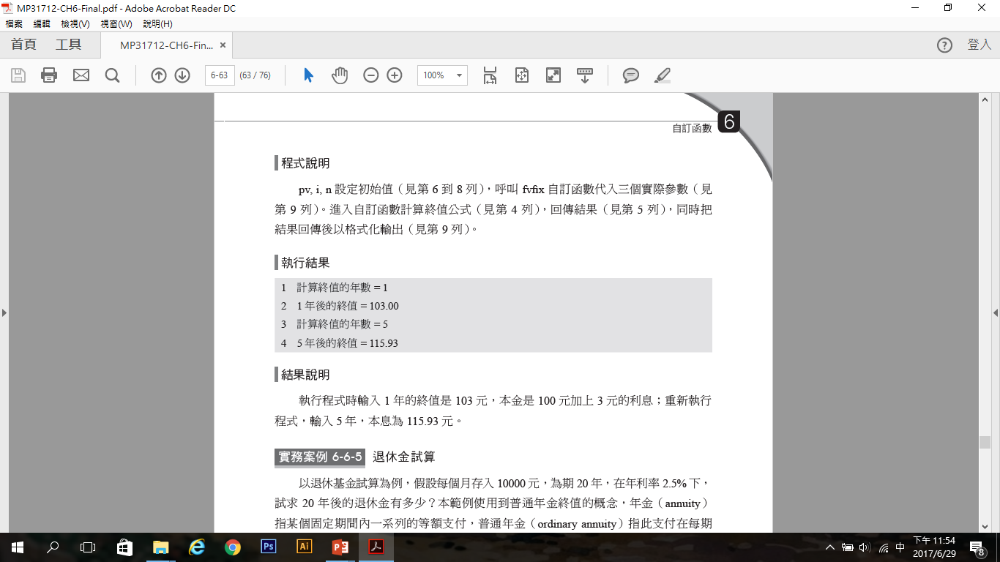 MP31712-CH6-Final.pdf - Adobe Acrobat Reader DC
檔案 編輯 檢視(V) 視窗(W) 說明(H)
首頁 工具 MP31712-CH6-Fin... × ? 登入
6-63 (63 / 76) 100%
自訂函數 6
程式說明
pv, i, n 設定初始值（見第 6 到 8 列），呼叫 fvfix 自訂函數代入三個實際參數（見
第 9 列）。進入自訂函數計算終值公式（見第 4 列），回傳結果（見第 5 列），同時把
結果回傳後以格式化輸出（見第 9 列）。
執行結果
1 計算終值的年數 = 1
2 1 年後的終值 = 103.00
3 計算終值的年數 = 5
4 5 年後的終值 = 115.93
結果說明
執行程式時輸入 1 年的終值是 103 元，本金是 100 元加上 3 元的利息；重新執行
程式，輸入 5 年，本息為 115.93 元。
實務案例 6-6-5 退休金試算
以退休基金試算為例，假設每個月存入 10000 元，為期 20 年，在年利率 2.5% 下，
試求 20 年後的退休金有多少？本範例使用到普通年金終值的概念，年金（annuity）
指某個固定期間內一系列的等額支付，普通年金（ordinary annuity）指此支付在每期
Ps Ai 中 下午 11:54
2017/6/29 8